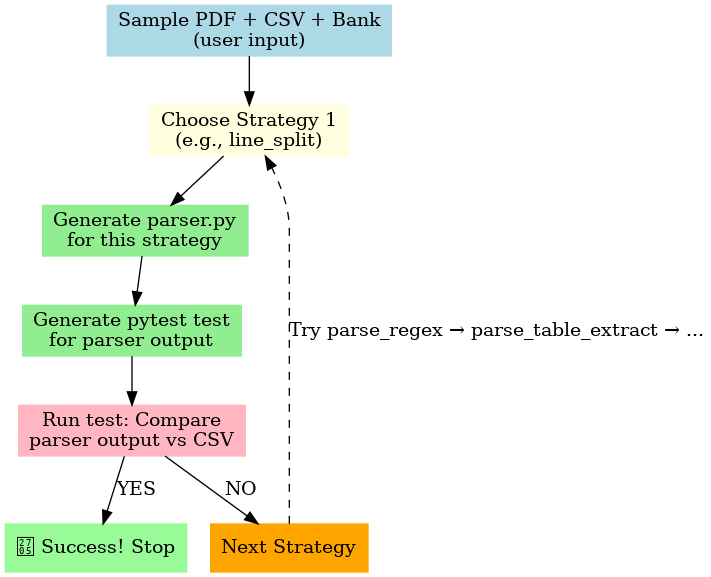 Sample PDF + CSV + Bank
(user input)
Choose Strategy 1
(e.g., line_split)
Generate parser.py
for this strategy
Generate pytest test
for parser output
Try parse_regex → parse_table_extract → ...
Run test: Compare
parser output vs CSV
YES
NO
✅ Success! Stop
Next Strategy